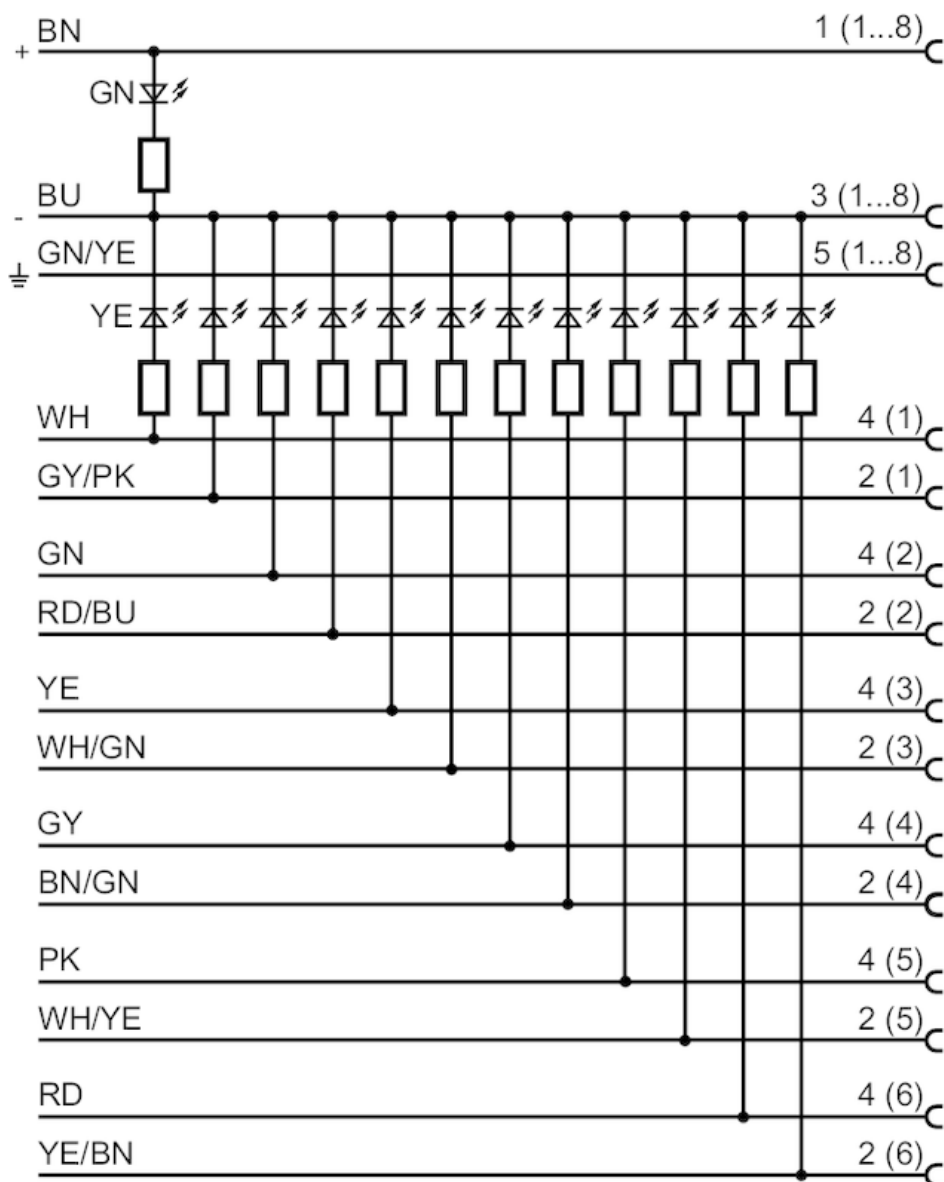 BN 1 (1...8)
+
GN
BU 3 (1...8)
-
GN/YE 5 (1...8)
YE
WH 4 (1)
GY/PK 2 (1)
GN 4 (2)
RD/BU 2 (2)
YE 4 (3)
WH/GN 2 (3)
GY 4 (4)
BN/GN 2 (4)
PK 4 (5)
WH/YE 2 (5)
RD 4 (6)
YE/BN 2 (6)